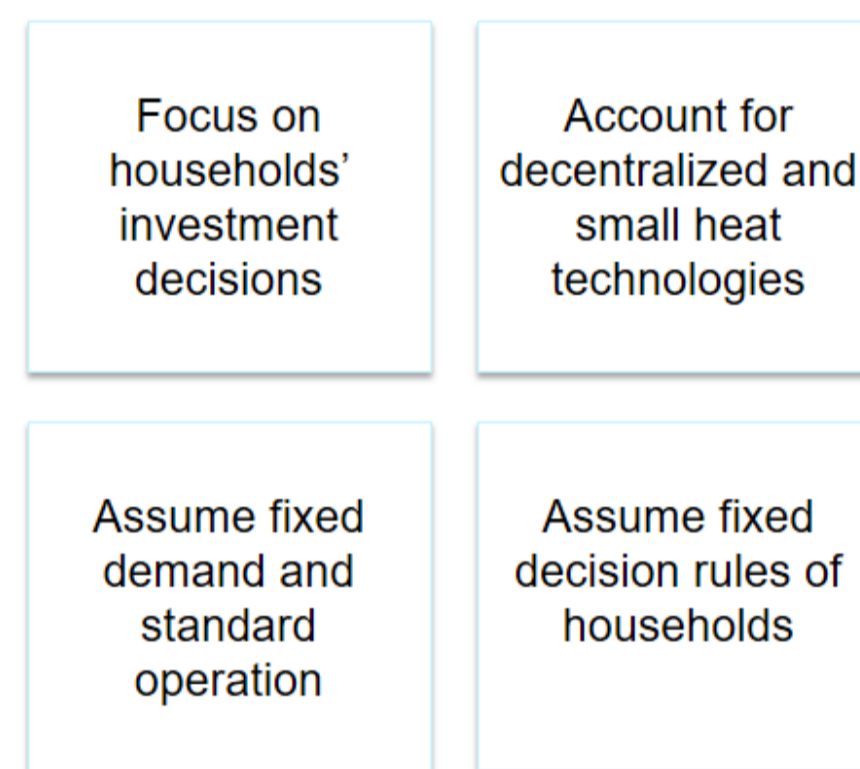 Focus on
households’
investment
decisions
Account for
decentralized and
small heat
technologies
Assume fixed
demand and
standard
operation
Assume fixed
decision rules of
households